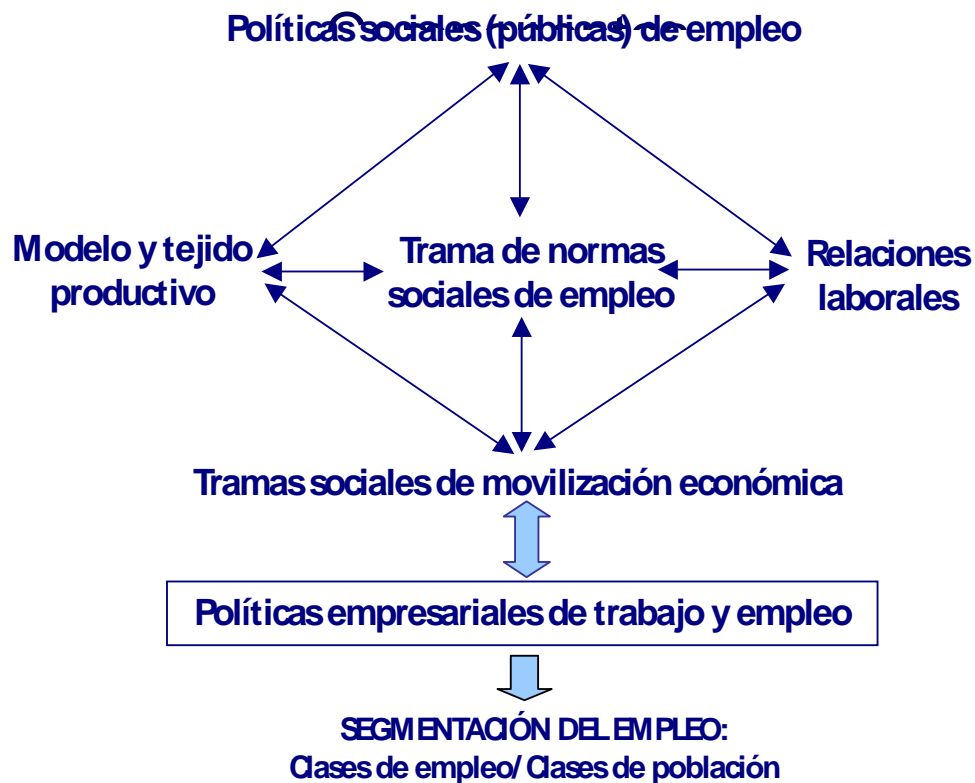 Políticas sociales (públicas) de empleo
Modelo y tejido
productivo
Trama de normas
sociales de empleo
Relaciones
laborales
Tramas sociales de movilización económica
Políticas empresariales de trabajo y empleo
SEGMENTACIÓN DEL EMPLEO:
Clases de empleo/ Clases de población